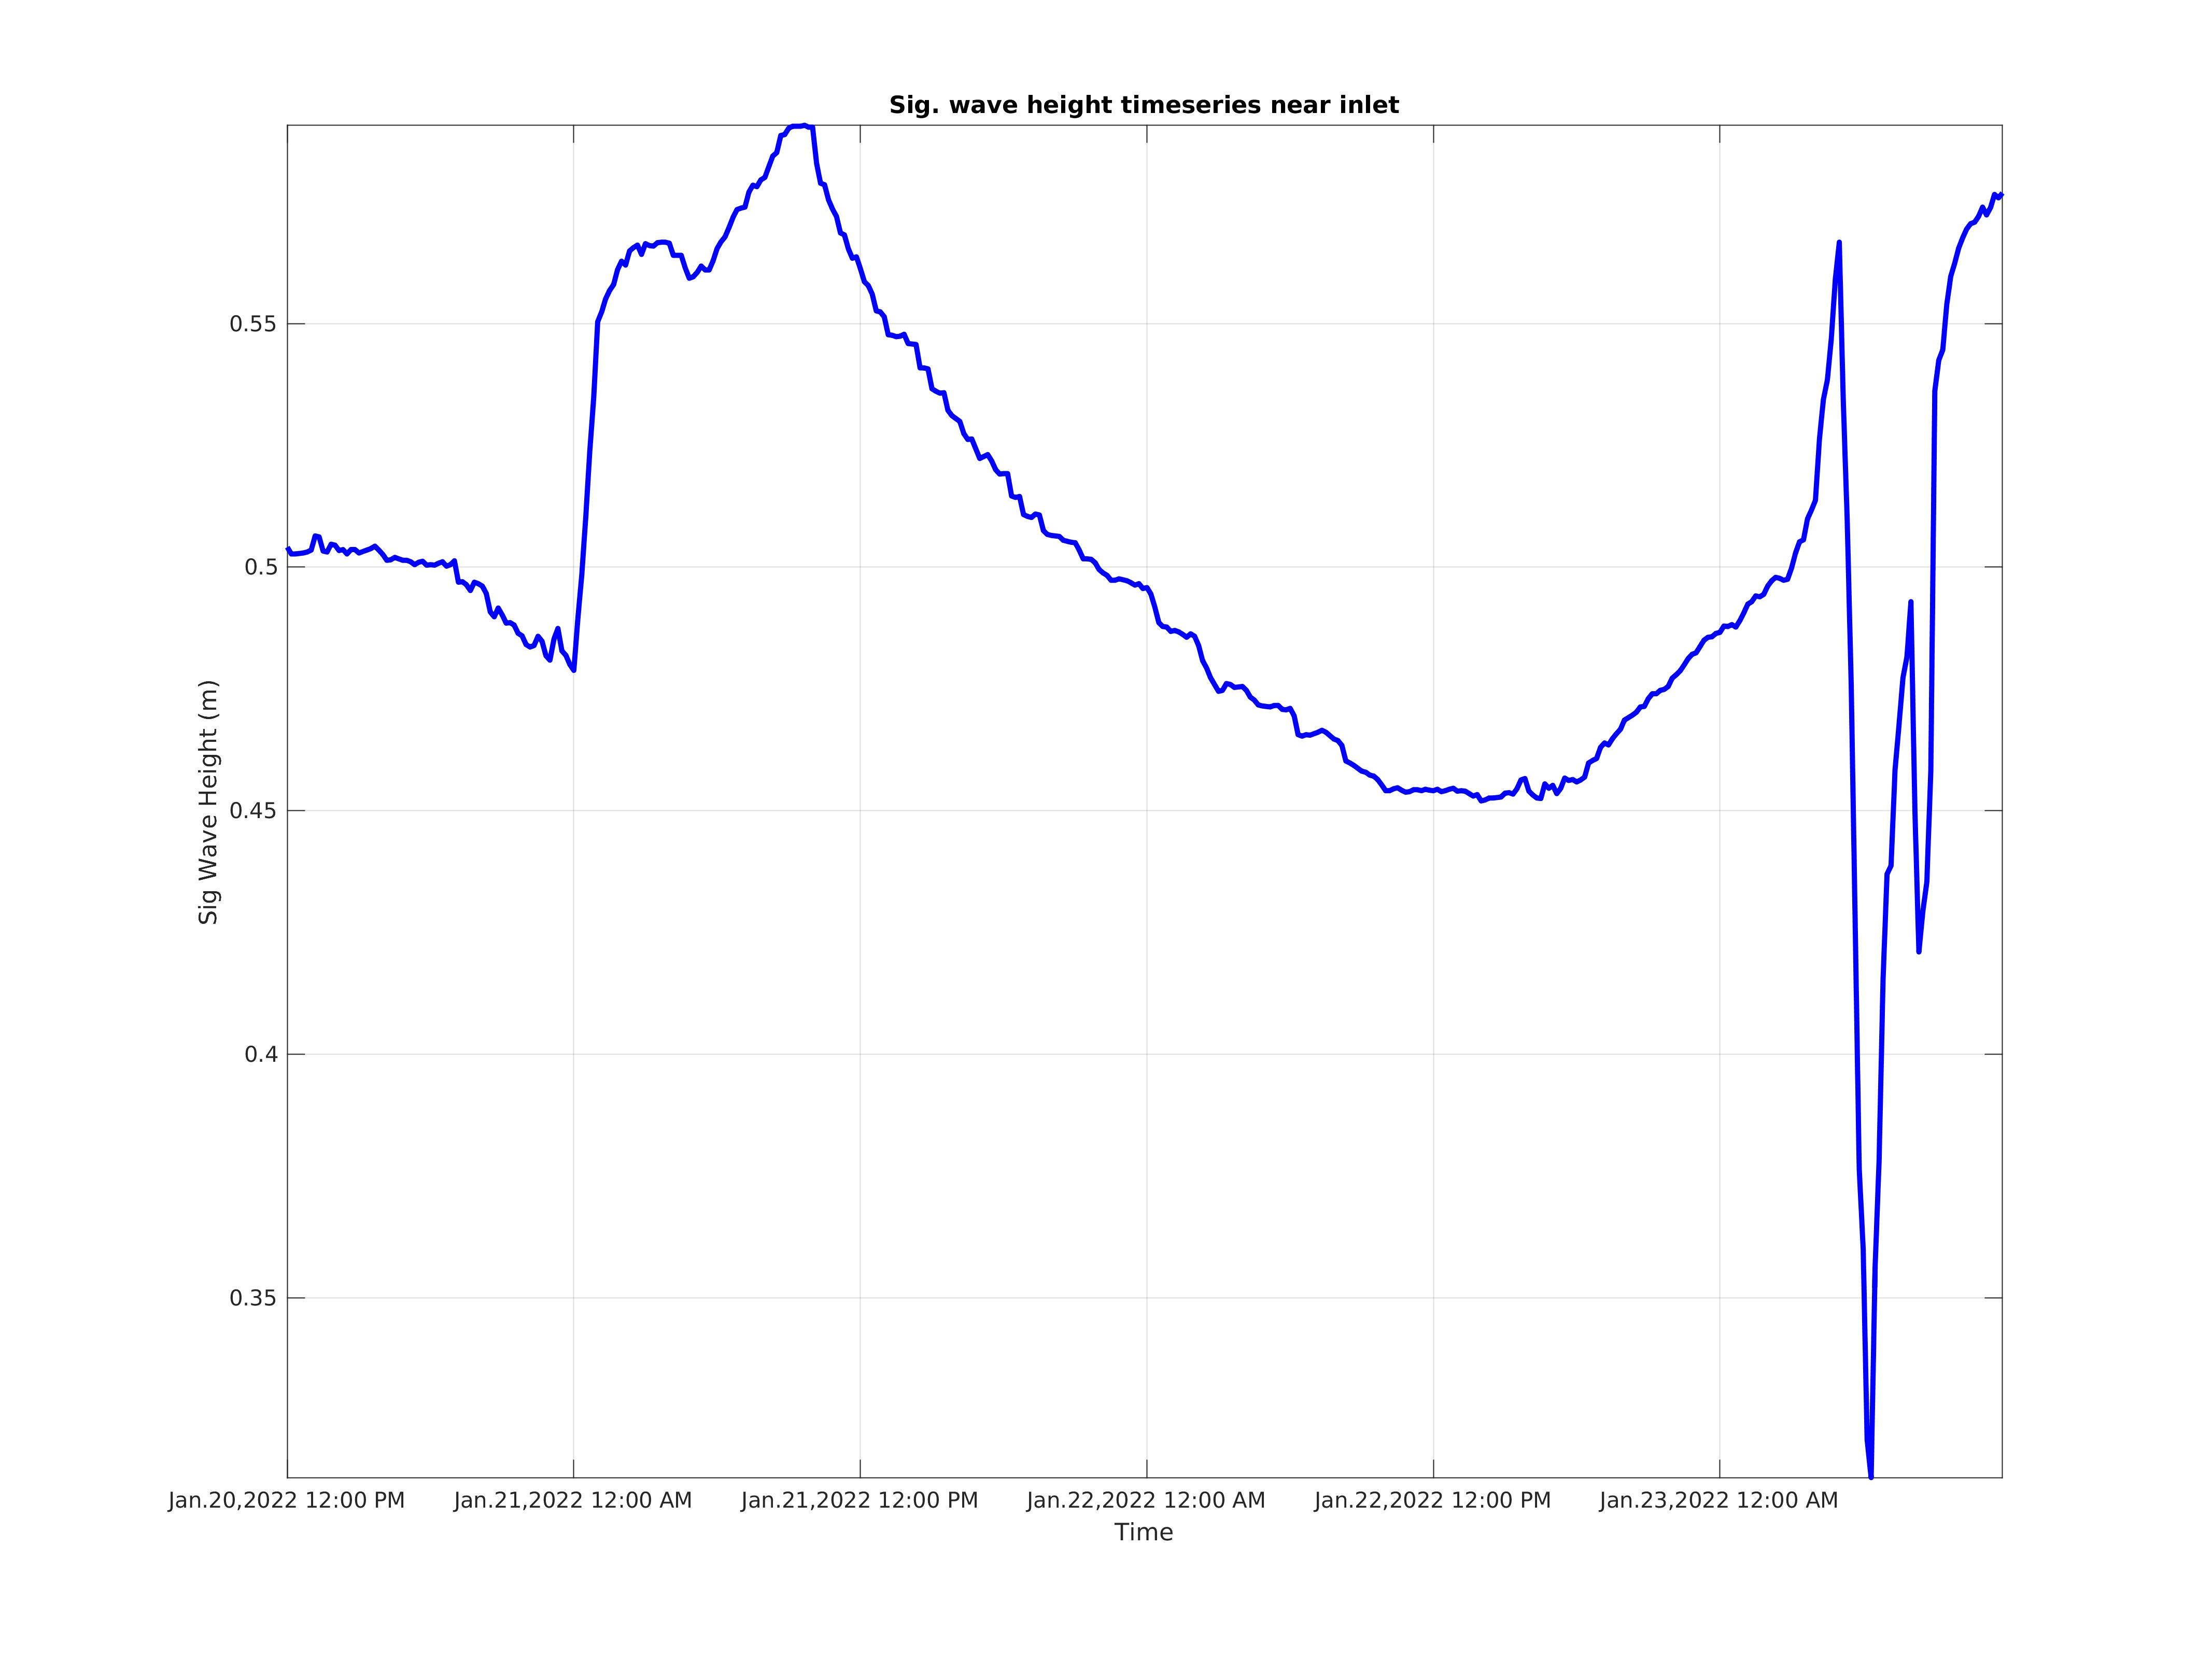 Sig. wave height timeseries near inlet
Sig Wave Height (m)
0.55
0.5
0.45
0.4
0.35
Jan.20,2022 12:00 PM Jan.21,2022 12:00 AM Jan.21,2022 12:00 PM Jan.22,2022 12:00 AM Jan.22,2022 12:00 PM Jan.23,2022 12:00 AM
Time